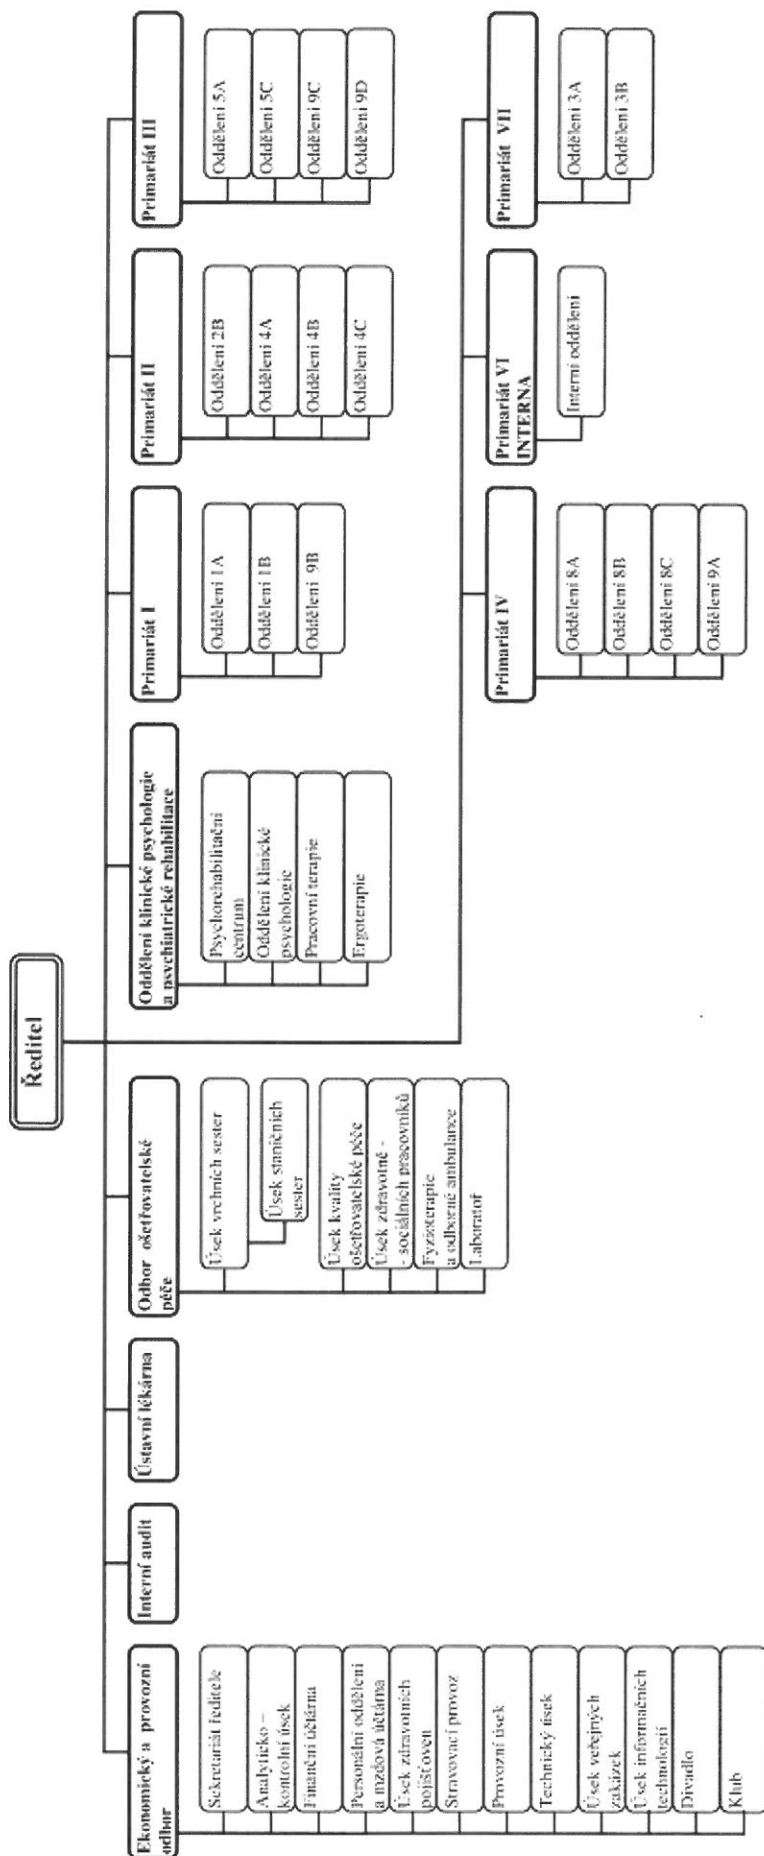 Ředitel
Ekonomický a provozní
odbor
Sekretariát ředitele
Analyticko –
kontrolní úsek
Finanční účtárna
Personální oddělení
a mzdová účtárna
Úsek zdravotních
pojišťoven
Stravovací provoz
Provozní úsek
Technický úsek
Úsek veřejných
zakázek
Úsek informačních
technologií
Divadlo
Klub
Interní audit
Ústavní lékárna
Odbor ošetřovatelské
péče
Úsek vrchních sester
Úsek staničních
sester
Úsek kvality
ošetřovatelské péče
Úsek zdravotně -
- sociálních pracovníků
Fyzioterapie
a odborné ambulance
Laboratoř
Oddělení klinické psychologie
a psychiatrické rehabilitace
Psychorehabilitační
centrum
Oddělení klinické
psychologie
Pracovní terapie
Ergoterapie
Primariát I
Oddělení 1A
Oddělení 1B
Oddělení 9B
Primariát II
Oddělení 2B
Oddělení 4A
Oddělení 4B
Oddělení 4C
Primariát III
Oddělení 5A
Oddělení 5C
Oddělení 9C
Oddělení 9D
Primariát IV
Oddělení 8A
Oddělení 8B
Oddělení 8C
Oddělení 9A
Primariát VI
INTERNA
Interní oddělení
Primariát VII
Oddělení 3A
Oddělení 3B